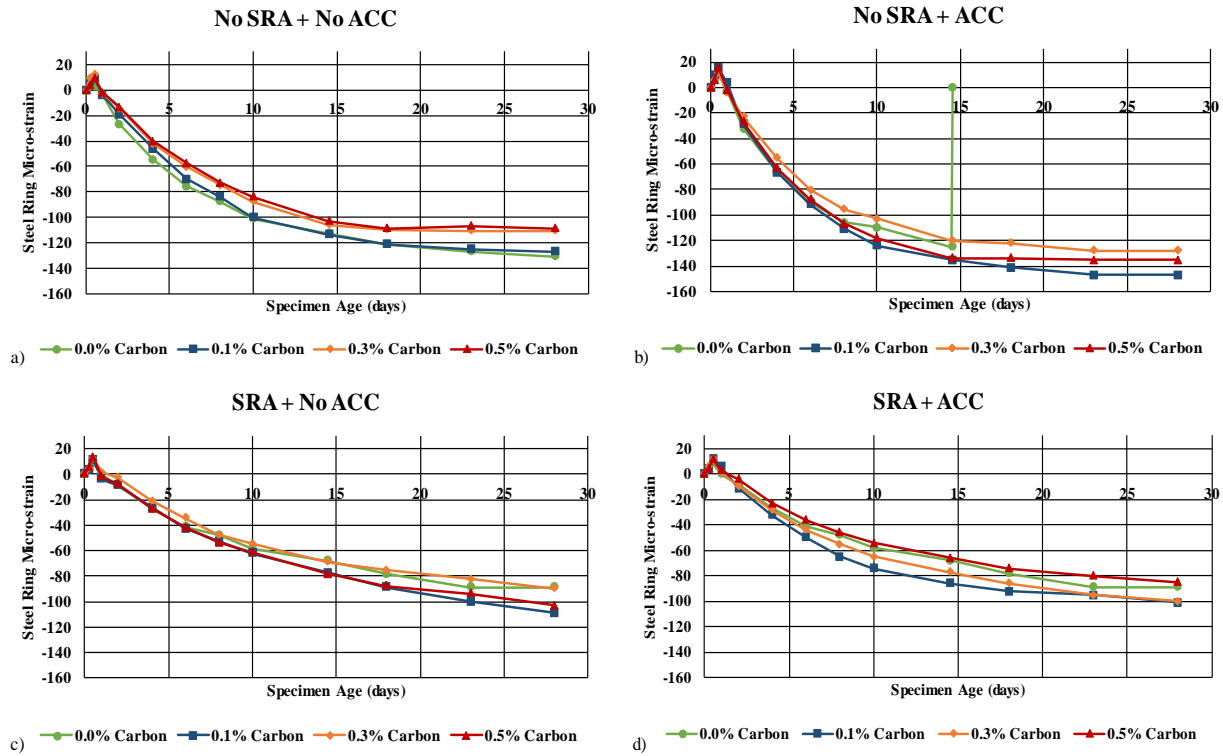 No SRA + No ACC
20
0
-20
-40
-60
-80
-100
-120
-140
-160
0 5 10 15 20 25 30
Steel Ring Micro-strain
Specimen Age (days)
a) 0.0% Carbon 0.1% Carbon 0.3% Carbon 0.5% Carbon
No SRA + ACC
20
0
-20
-40
-60
-80
-100
-120
-140
-160
0 5 10 15 20 25 30
Steel Ring Micro-strain
Specimen Age (days)
b) 0.0% Carbon 0.1% Carbon 0.3% Carbon 0.5% Carbon
SRA + No ACC
20
0
-20
-40
-60
-80
-100
-120
-140
-160
0 5 10 15 20 25 30
Steel Ring Micro-strain
Specimen Age (days)
c) 0.0% Carbon 0.1% Carbon 0.3% Carbon 0.5% Carbon
SRA + ACC
20
0
-20
-40
-60
-80
-100
-120
-140
-160
0 5 10 15 20 25 30
Steel Ring Micro-strain
Specimen Age (days)
d) 0.0% Carbon 0.1% Carbon 0.3% Carbon 0.5% Carbon